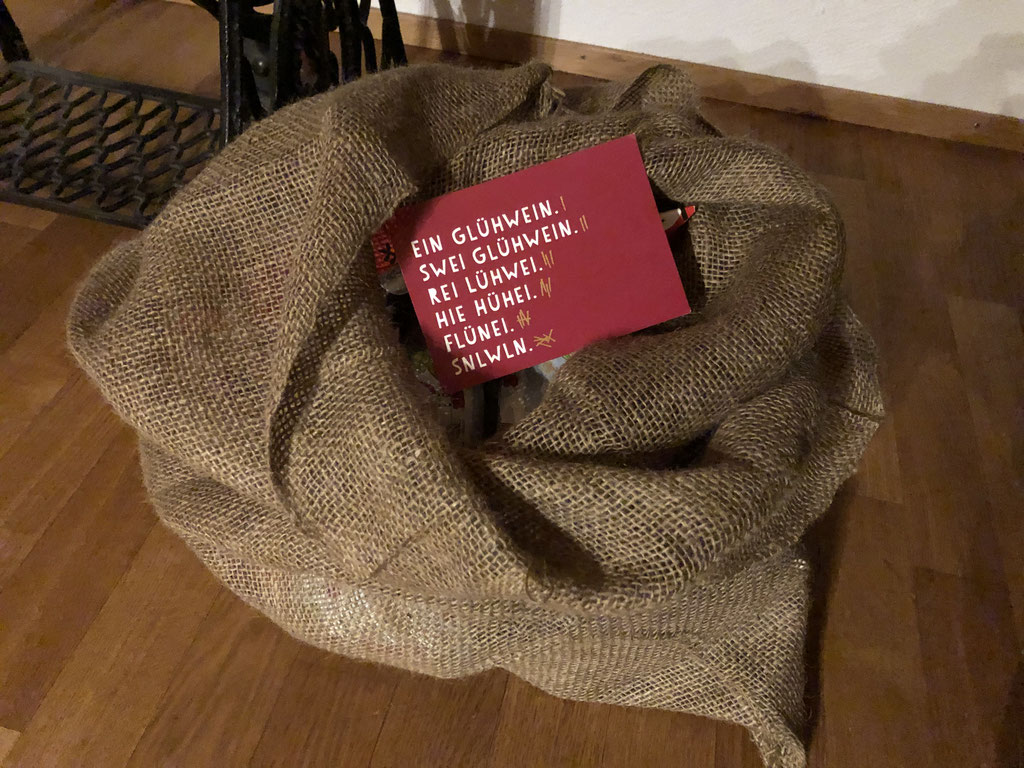 EIN GLÜHWEIN.
SWEI GLÜHWEIN.
REI LÜHWEI.
HIE HÜHEI.
FLÜNEI.
SNLWLN.